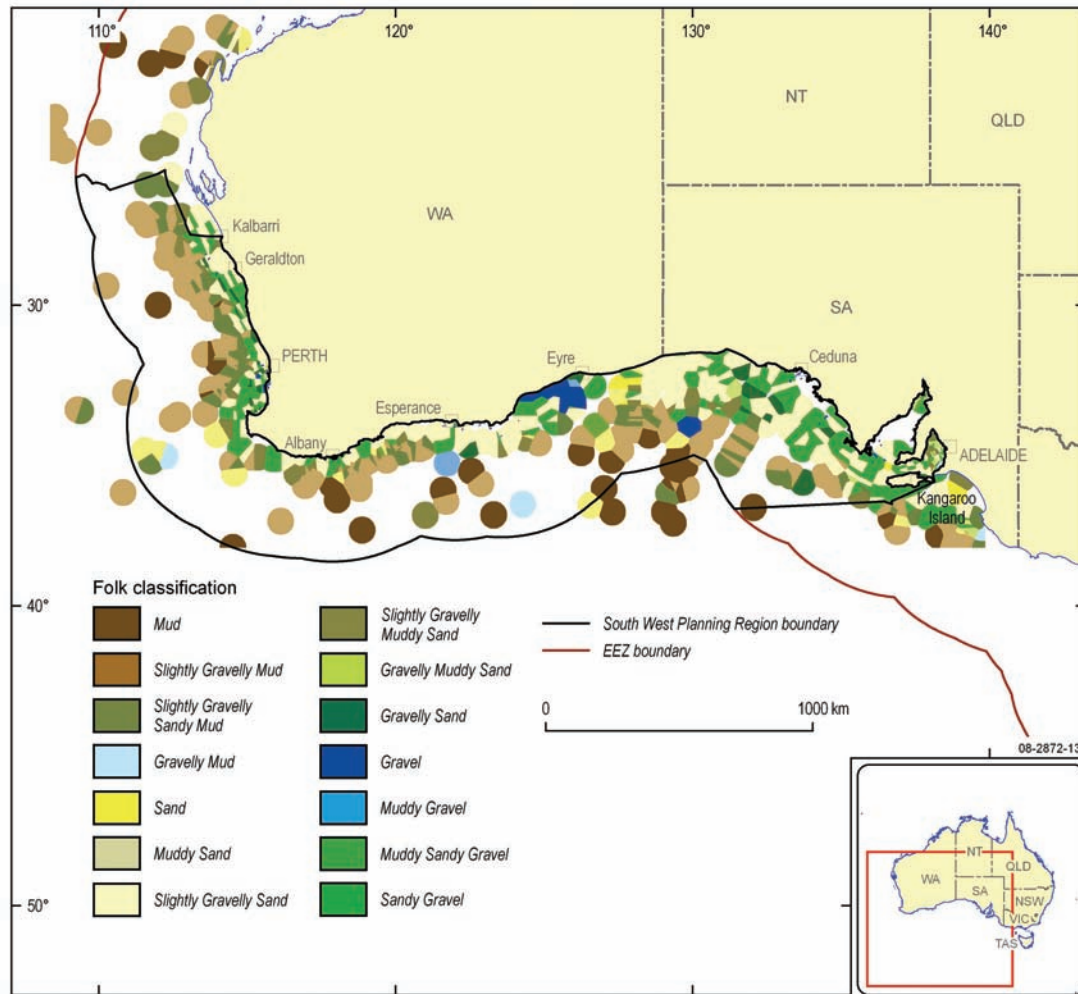 110°
120°
130°
140°
NT
QLD
WA
Kalbarri
Geraldton
30°
SA
PERTH
Eyre
Ceduna
Esperance
Albany
ADELAIDE
Kangaroo
Island
Folk classification
Mud
Slightly Gravelly Mud
Slightly Gravelly
Sandy Mud
Gravelly Mud
Sand
Muddy Sand
Slightly Gravelly Sand
Slightly Gravelly
Muddy Sand
Gravelly Muddy Sand
Gravelly Sand
Gravel
Muddy Gravel
Muddy Sandy Gravel
Sandy Gravel
South West Planning Region boundary
EEZ boundary
0
1000 km
40°
50°
08-2872-13
NT
QLD
WA
SA
NSW
VIC
TAS